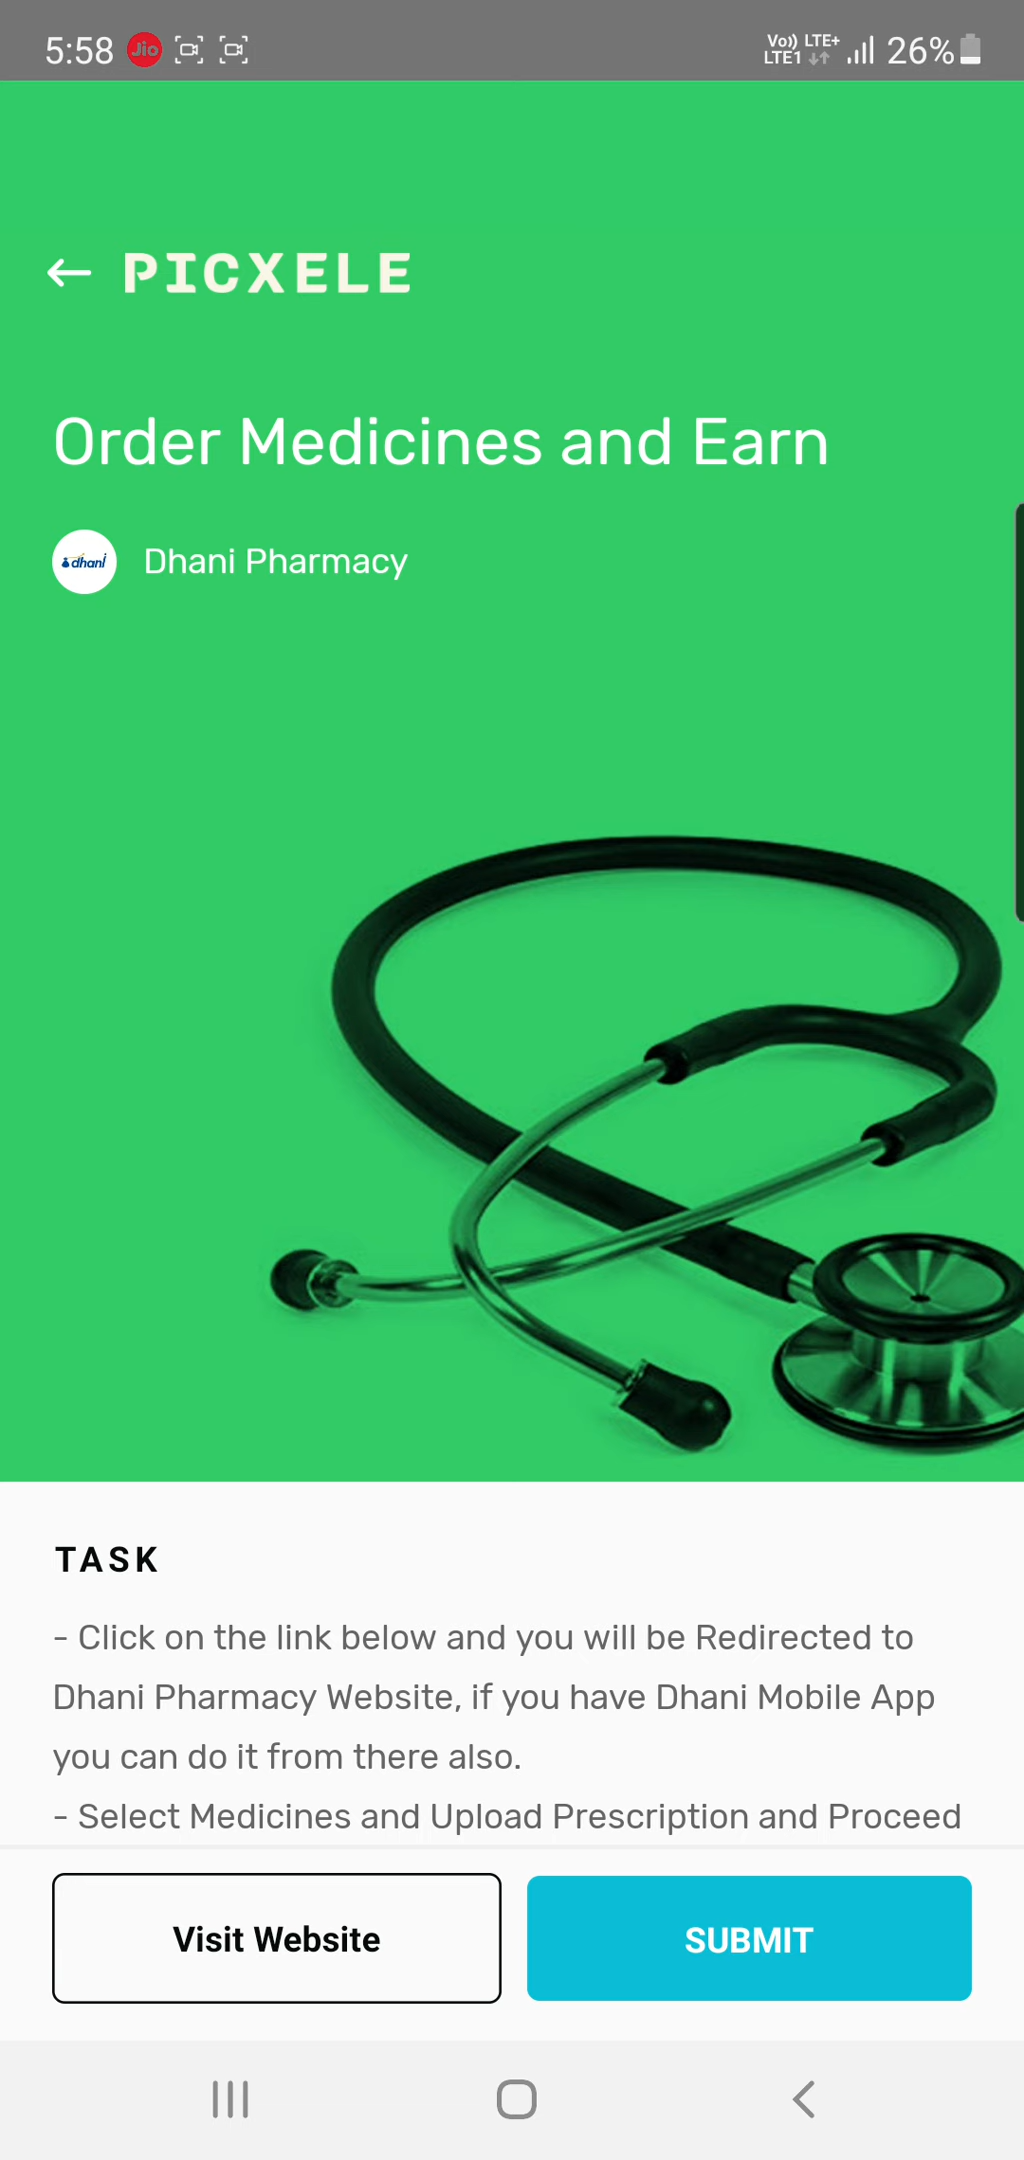 5:58 Jio Vo)) LTE+ LTE1 26%
PICXELE
Order Medicines and Earn
dhani Dhani Pharmacy
TASK
- Click on the link below and you will be Redirected to
Dhani Pharmacy Website, if you have Dhani Mobile App
you can do it from there also.
- Select Medicines and Upload Prescription and Proceed
Visit Website SUBMIT